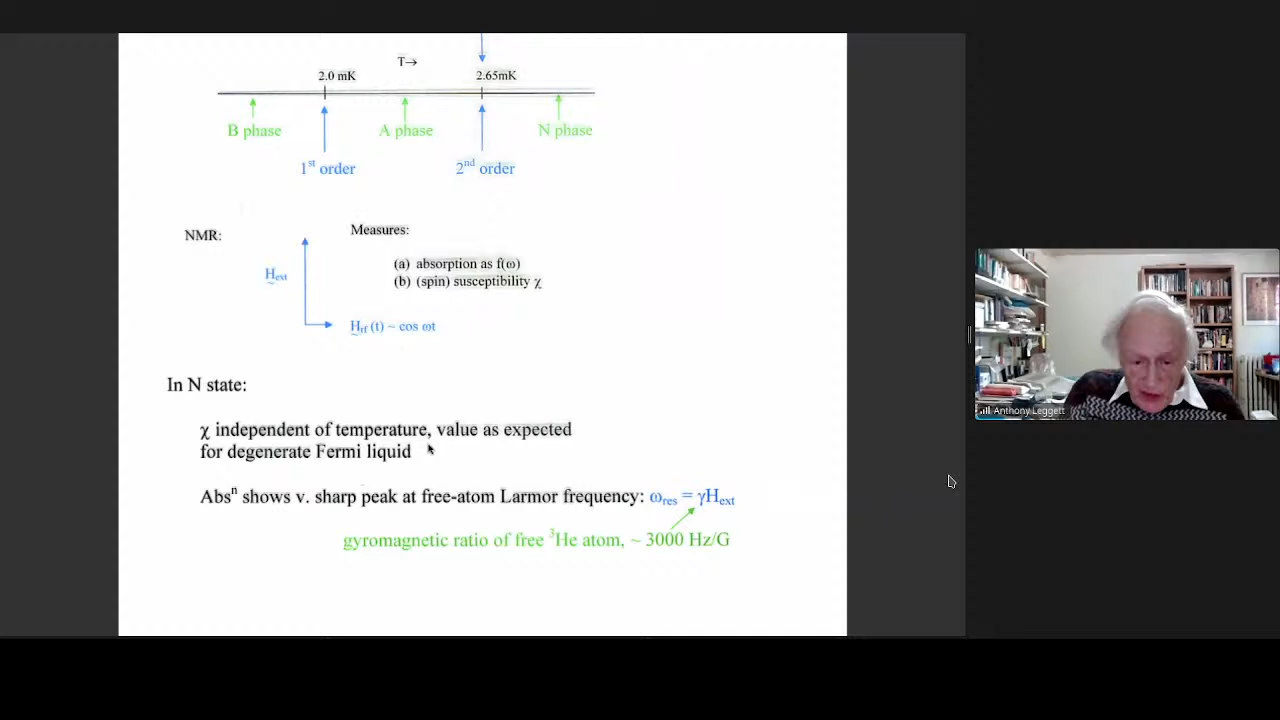 T→
2.0 mK 2.65mK
B phase A phase N phase
1st order 2nd order
NMR: Measures:
(a) absorption as f(ω)
Hext
(b) (spin) susceptibility χ
Hrf (t) ~ cos ωt
In N state:
χ independent of temperature, value as expected
for degenerate Fermi liquid
Absn shows v. sharp peak at free-atom Larmor frequency: ωres = γHext
gyromagnetic ratio of free 3He atom, ~ 3000 Hz/G
Anthony Leggett